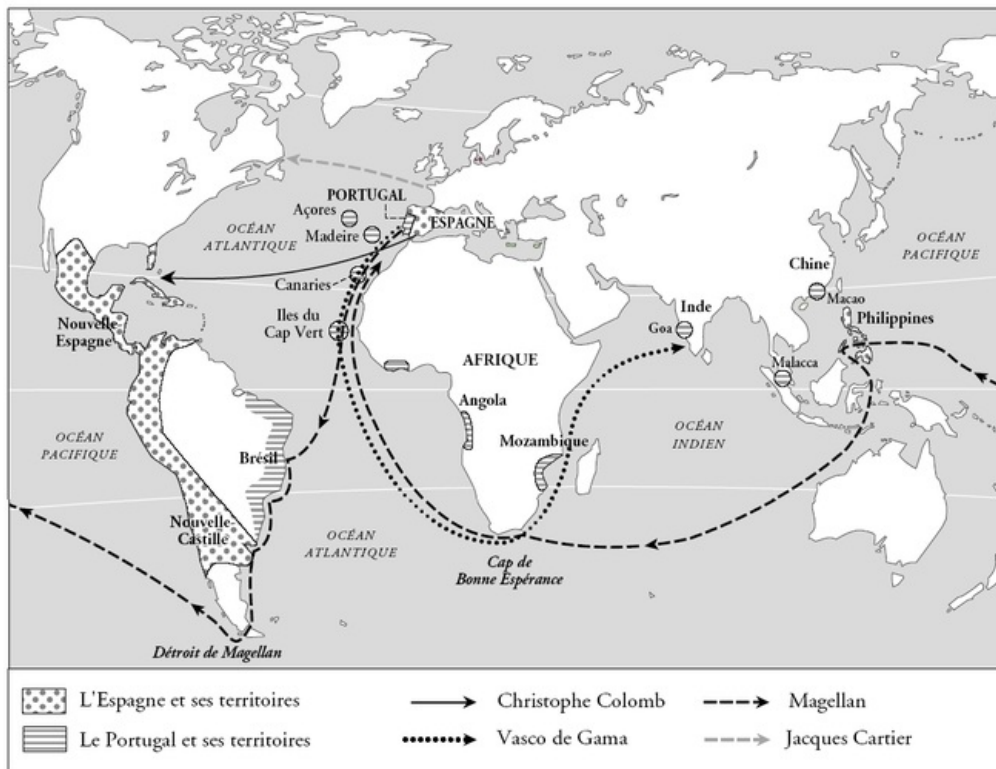 PORTUGAL
Açores
ESPAGNE
Madeire
OCÉAN
ATLANTIQUE
OCÉAN
PACIFIQUE
Chine
Canaries
Macao
Inde
Iles du
Cap Vert
Goa
Philippines
Nouvelle
Espagne
AFRIQUE
Malacca
Angola
OCÉAN
PACIFIQUE
Brésil
Mozambique
OCÉAN
INDIEN
Nouvelle-
Castille
OCÉAN
ATLANTIQUE
Cap de
Bonne Espérance
Détroit de Magellan
L'Espagne et ses territoires
Christophe Colomb
Magellan
Le Portugal et ses territoires
Vasco de Gama
Jacques Cartier